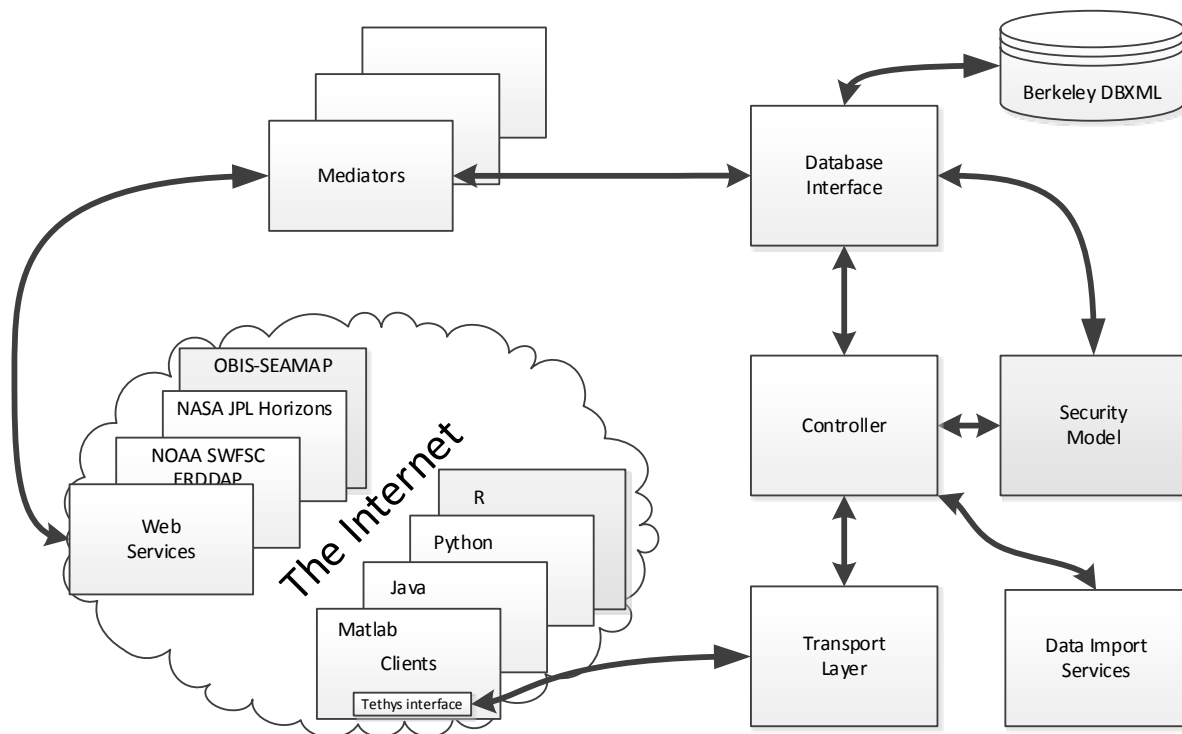 Berkeley DBXML
Mediators
Database
Interface
OBIS-SEAMAP
NASA JPL Horizons
NOAA SWFSC
ERDDAP
Web
Services
The Internet
R
Python
Java
Matlab
Clients
Tethys interface
Controller
Security
Model
Transport
Layer
Data Import
Services